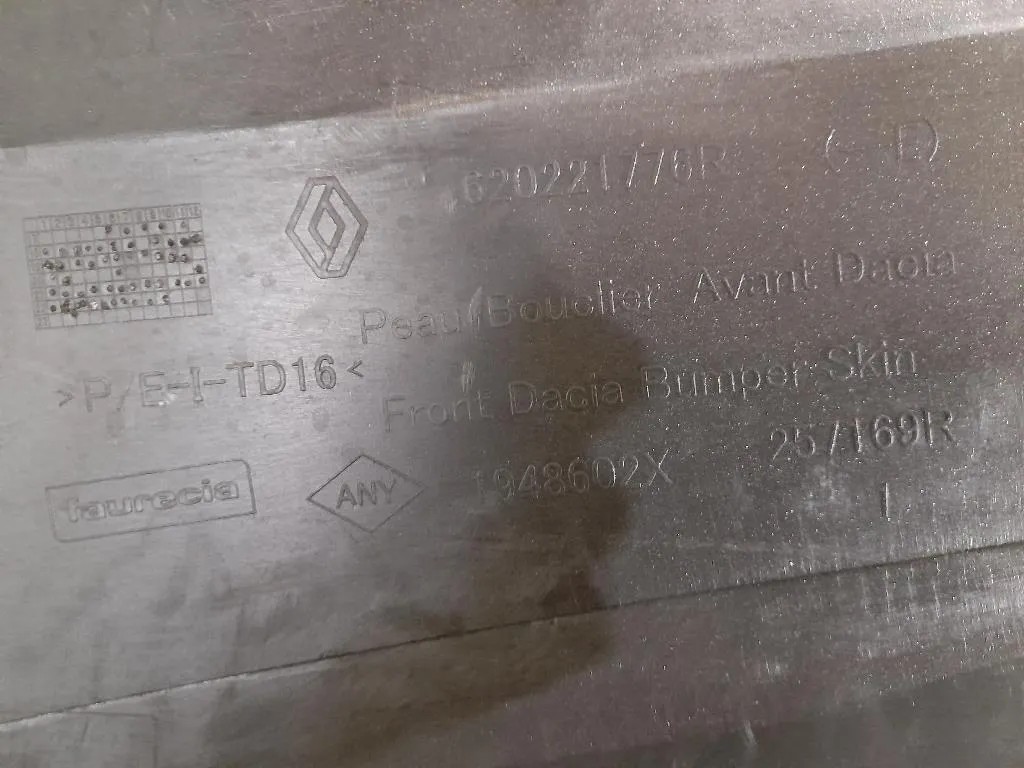 620221776R (- E)
Peau Bouclier Avant Dacia
>P/E-I-TD16<
Front Dacia Bumper Skin
faurecia
ANY
1948602X
257169R
I